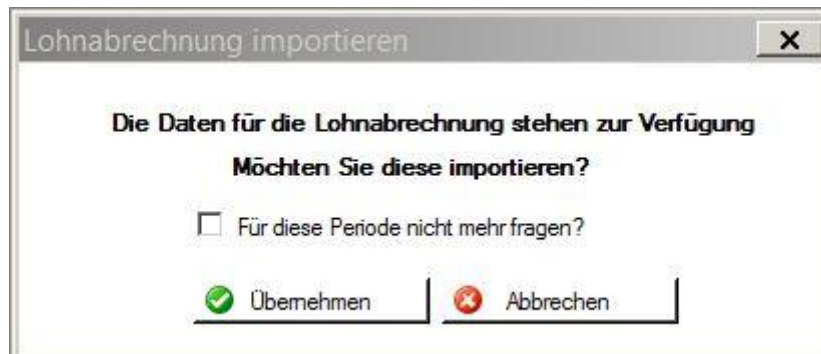 Lohnabrechnung importieren
Die Daten für die Lohnabrechnung stehen zur Verfügung
Möchten Sie diese importieren?
Für diese Periode nicht mehr fragen?
Übernehmen Abbrechen